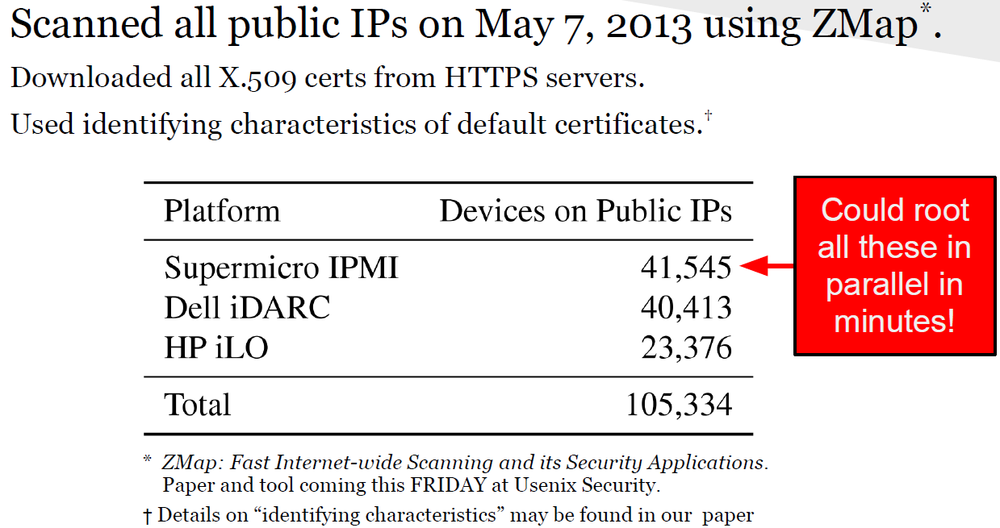 Scanned all public IPs on May 7, 2013 using ZMap*.
Downloaded all X.509 certs from HTTPS servers.
Used identifying characteristics of default certificates.†
Platform Devices on Public IPs
Supermicro IPMI 41,545
Dell iDARC 40,413
HP iLO 23,376
Total 105,334
Could root
all these in
parallel in
minutes!
* ZMap: Fast Internet-wide Scanning and its Security Applications.
Paper and tool coming this FRIDAY at Usenix Security.
† Details on “identifying characteristics” may be found in our paper